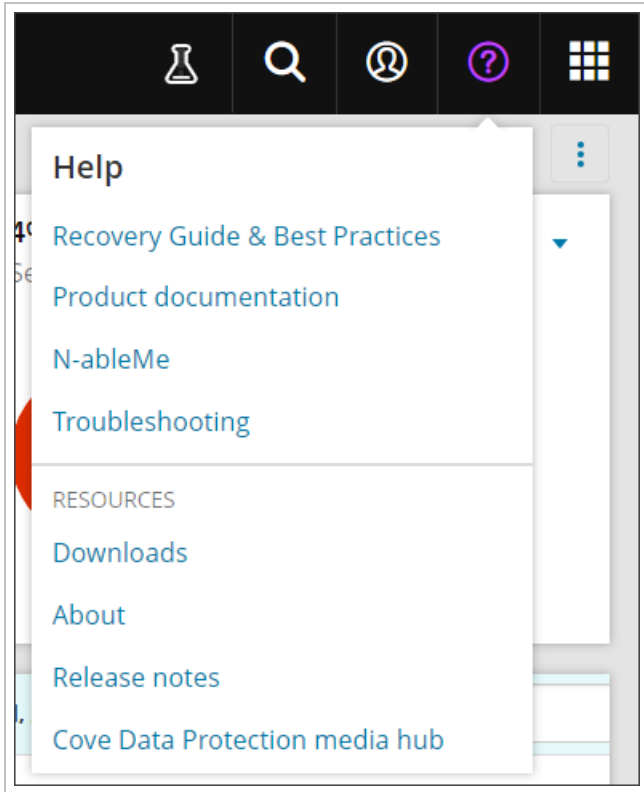 Help
Recovery Guide & Best Practices
Product documentation
N-ableMe
Troubleshooting
RESOURCES
Downloads
About
Release notes
Cove Data Protection media hub